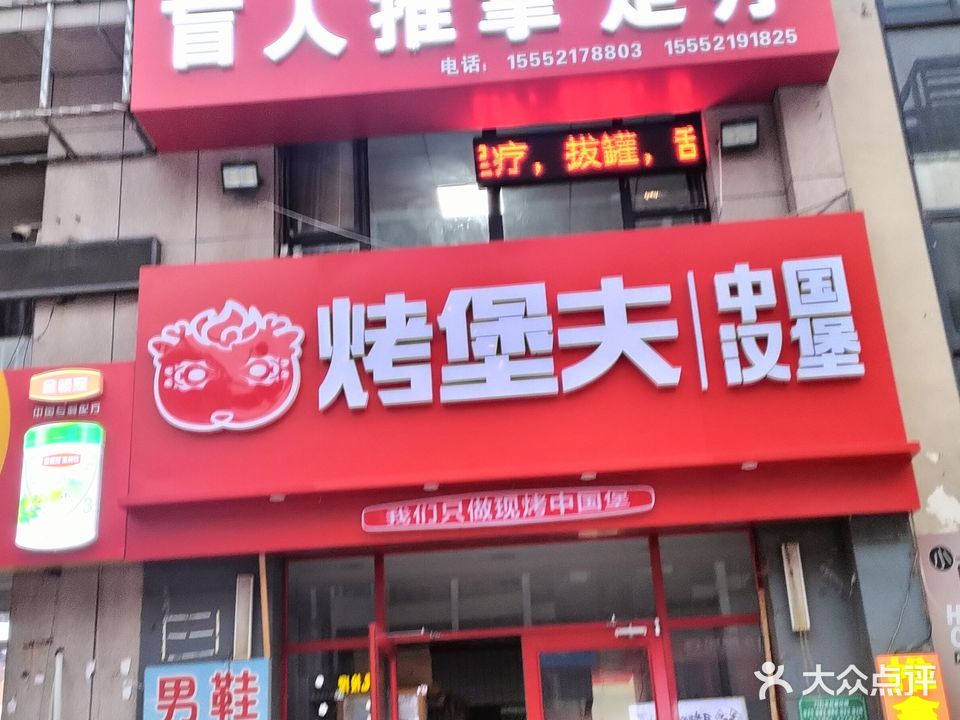 盲人推拿 足疗
电话: 15552178803 15552191825
疗，拔罐，
烤堡夫
中国
汉堡
中国专利配方
我们只做现烤中国堡
男鞋
小
大众点评